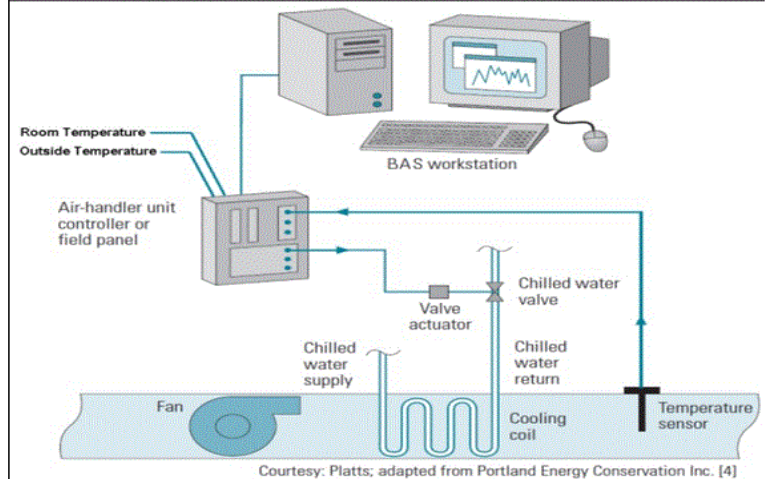 Room Temperature
Outside Temperature
BAS workstation
Air-handler unit
controller or
field panel
Chilled water
valve
Valve
actuator
Chilled
water
supply
Chilled
water
return
Fan
Cooling
coil
Temperature
sensor
Courtesy: Platts; adapted from Portland Energy Conservation Inc. [4]